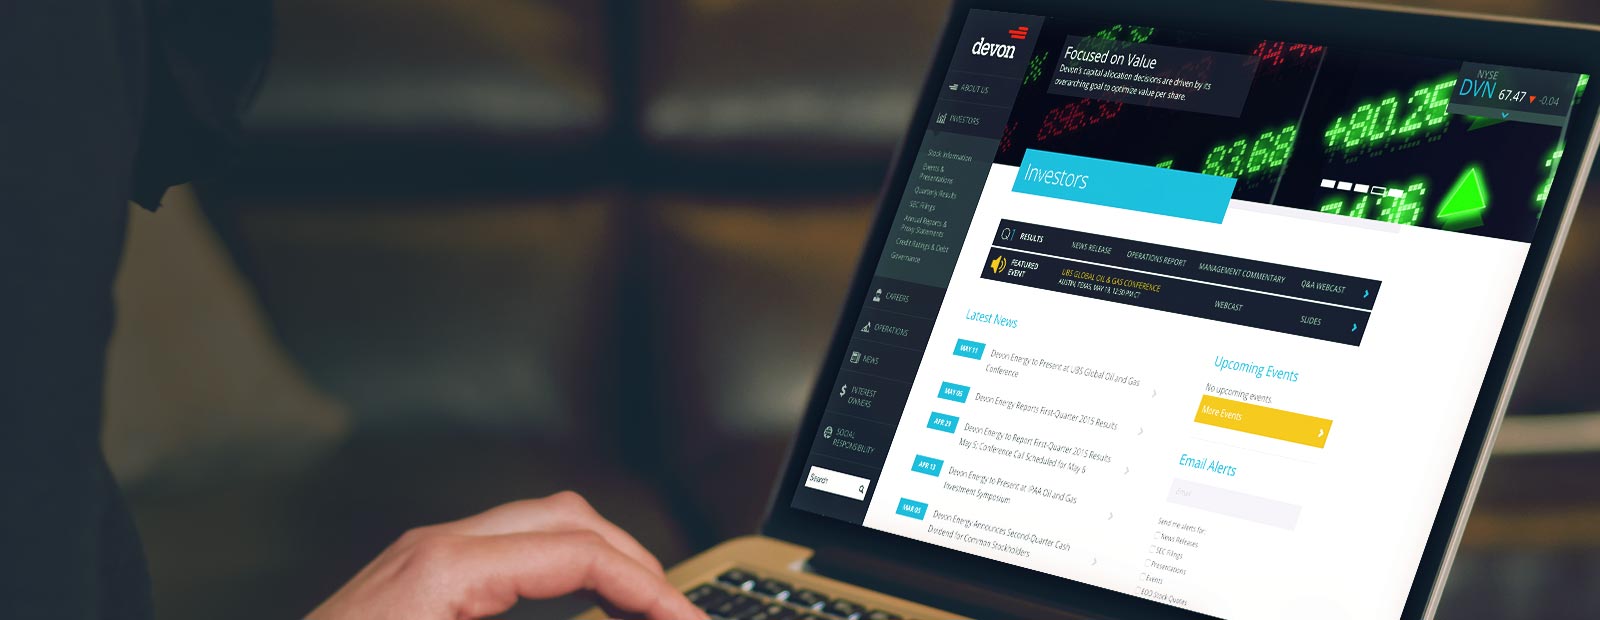 devon
ABOUT US
INVESTORS
Stock Information
Events &
Presentations
Quarterly Results
SEC Filings
Annual Reports &
Proxy Statements
Credit Ratings & Debt
Governance
CAREERS
OPERATIONS
NEWS
$ INTEREST
OWNERS
SOCIAL
RESPONSIBILITY
Search
Focused on Value
Devon's capital allocation decisions are driven by its
overarching goal to optimize value per share.
NYSE
DVN 67.47 ▼ -0.04
+80.25
93.68
Investors
Q1 RESULTS NEWS RELEASE OPERATIONS REPORT MANAGEMENT COMMENTARY Q&A WEBCAST
FEATURED
EVENT
UBS GLOBAL OIL & GAS CONFERENCE
AUSTIN, TEXAS, MAY 19, 12:30 PM CT
WEBCAST SLIDES
Latest News
MAY 11 Devon Energy to Present at UBS Global Oil and Gas
Conference
MAY 05 Devon Energy Reports First-Quarter 2015 Results
APR 29 Devon Energy to Report First-Quarter 2015 Results
May 5; Conference Call Scheduled for May 6
APR 13 Devon Energy to Present at IPAA Oil and Gas
Investment Symposium
MAR 03 Devon Energy Announces Second-Quarter Cash
Dividend for Common Stockholders
Upcoming Events
No upcoming events.
More Events
Email Alerts
Email
Send me alerts for:
News Releases
SEC Filings
Presentations
Events
EOD Stock Quotes